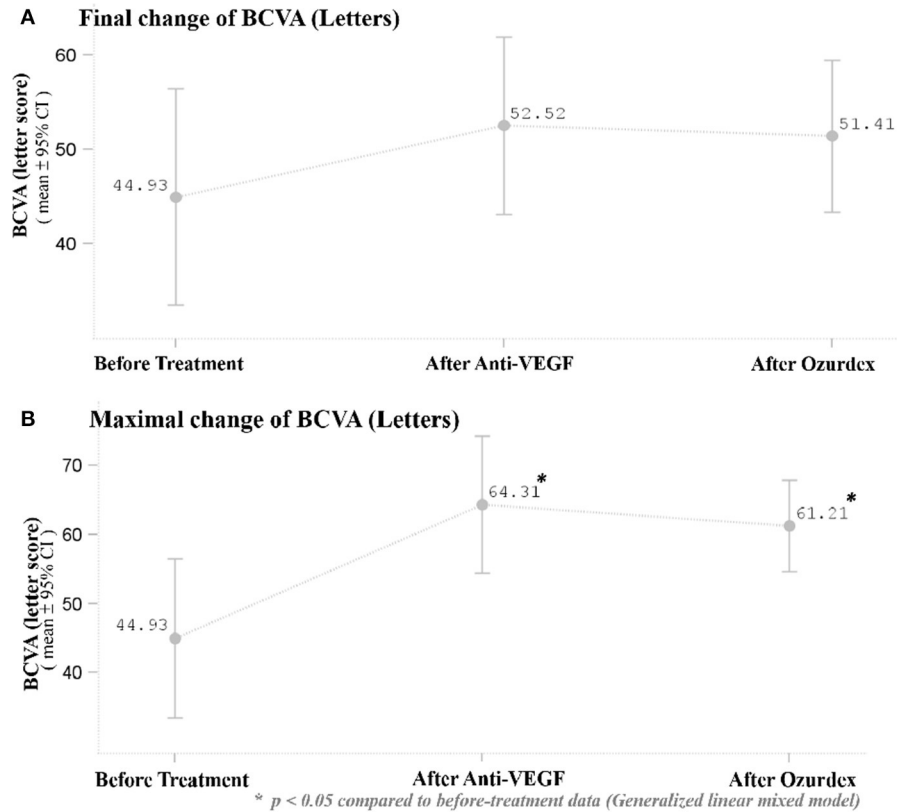 A Final change of BCVA (Letters)
BCVA (letter score)
( mean ± 95% CI )
60
50
40
44.93
52.52
51.41
Before Treatment After Anti-VEGF After Ozurdex
B Maximal change of BCVA (Letters)
BCVA (letter score)
( mean ± 95% CI )
70
60
50
40
44.93
64.31*
61.21*
Before Treatment After Anti-VEGF After Ozurdex
* p < 0.05 compared to before-treatment data (Generalized linear mixed model)